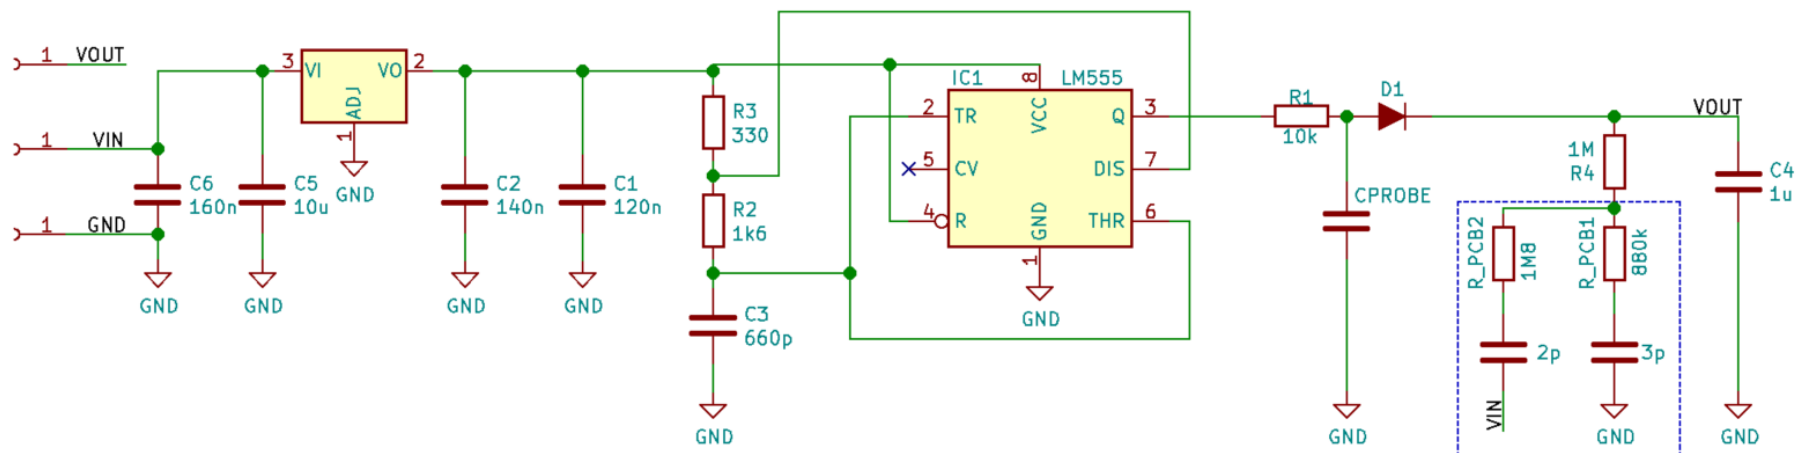 1 VOUT
1 VIN
1 GND
C6
160n
GND
C5
10u
GND
3 VI VO 2
ADJ
1
GND
C2
140n
GND
C1
120n
GND
R3
330
R2
1k6
C3
660p
GND
IC1 LM555
8
VCC
2 TR
5 CV
4 R
Q 3
DIS 7
THR 6
GND
1
GND
R1
10k
D1
CPROBE
GND
VOUT
1M
R4
R_PCB2
1M8
2p
VIN
R_PCB1
880k
3p
GND
C4
1u
GND